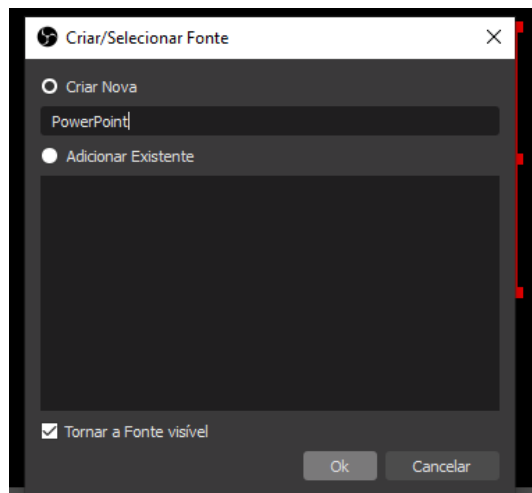 Criar/Selecionar Fonte
Criar Nova
PowerPoint
Adicionar Existente
Tornar a Fonte visível
Ok Cancelar